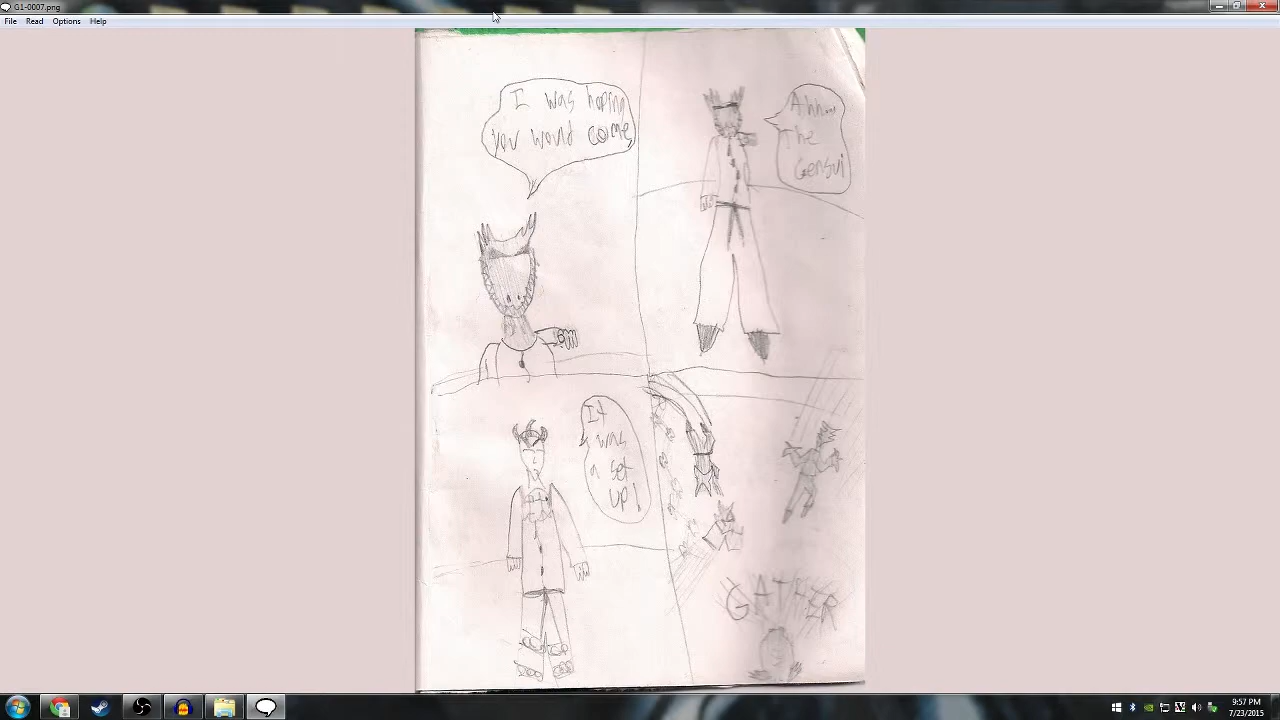 G1-0007.png
File Read Options Help
I was hoping
you would come,
Ahh...
The
Gensui
It
was
a set
up!
GATHER
9:57 PM
7/23/2015